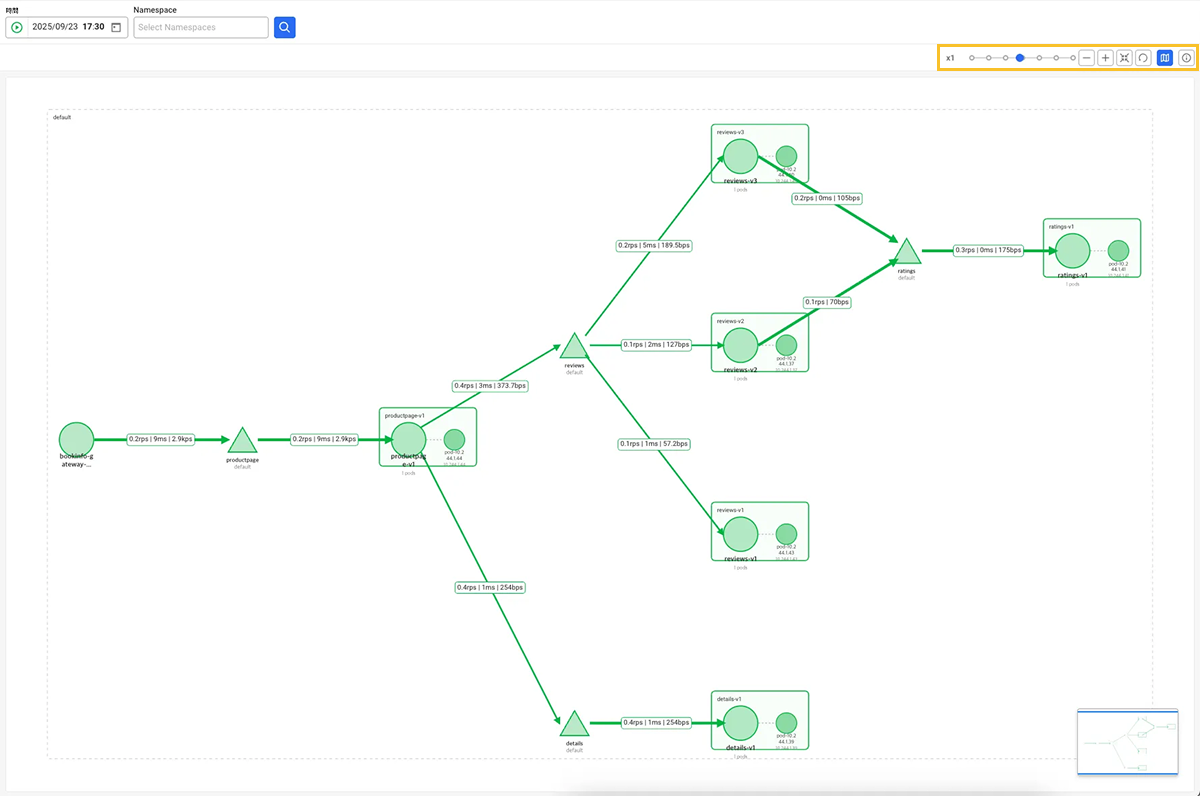 時間
Namespace
2025/09/23 17:30
Select Namespaces
x1
default
reviews-v3
reviews-v3
1 pods
0.2rps | 0ms | 105bps
0.2rps | 5ms | 189.5bps
ratings
default
0.3rps | 0ms | 175bps
ratings-v1
pod-10.2
44.1.41
ratings-v1
1 pods
0.1rps | 70bps
reviews-v2
pod-10.2
44.1.37
reviews-v2
1 pods
0.1rps | 2ms | 127bps
reviews
default
0.4rps | 3ms | 373.7bps
bookinfo-g
ateway-...
0.2rps | 9ms | 2.9kps
productpage
default
0.2rps | 9ms | 2.9kps
productpage-v1
productpag
e-v1
pod-10.2
44.1.44
1 pods
0.1rps | 1ms | 57.2bps
reviews-v1
pod-10.2
44.1.43
reviews-v1
1 pods
0.4rps | 1ms | 254bps
details
default
0.4rps | 1ms | 254bps
details-v1
pod-10.2
44.1.39
details-v1
1 pods